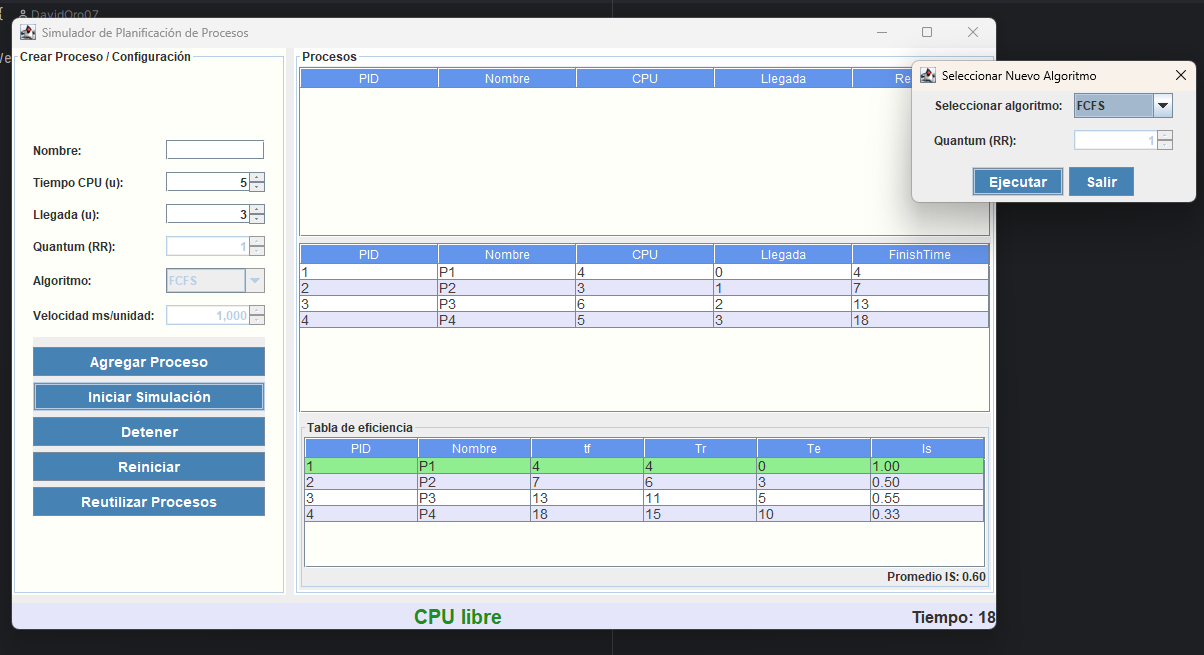 { DavidOro07
Simulador de Planificación de Procesos
Crear Proceso / Configuración
Nombre:
Tiempo CPU (u): 5
Llegada (u): 3
Quantum (RR): 1
Algoritmo: FCFS
Velocidad ms/unidad: 1,000
Agregar Proceso
Iniciar Simulación
Detener
Reiniciar
Reutilizar Procesos
Procesos
PID Nombre CPU Llegada Re
PID Nombre CPU Llegada FinishTime
1 P1 4 0 4
2 P2 3 1 7
3 P3 6 2 13
4 P4 5 3 18
Tabla de eficiencia
PID Nombre tf Tr Te Is
1 P1 4 4 0 1.00
2 P2 7 6 3 0.50
3 P3 13 11 5 0.55
4 P4 18 15 10 0.33
Promedio IS: 0.60
CPU libre
Tiempo: 18
Seleccionar Nuevo Algoritmo
Seleccionar algoritmo: FCFS
Quantum (RR): 1
Ejecutar Salir